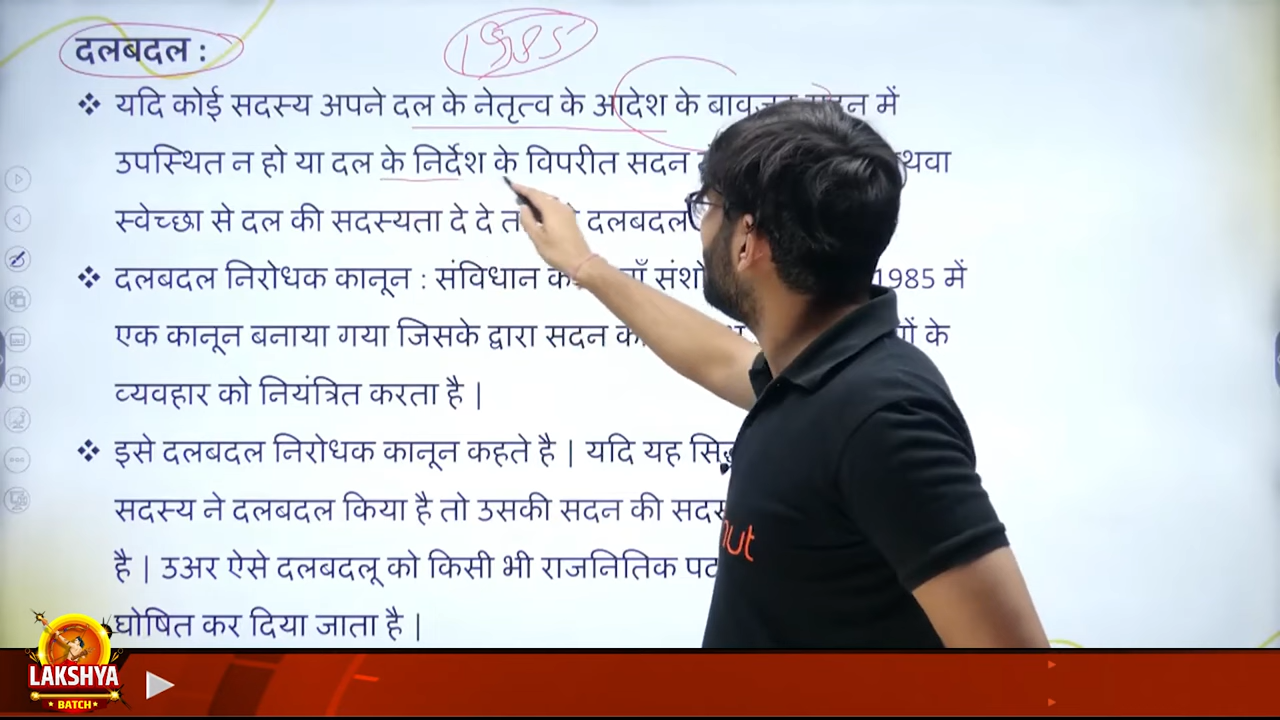 दलबदल :
1985
❖ यदि कोई सदस्य अपने दल के नेतृत्व के आदेश के बावजूद सदन में
उपस्थित न हो या दल के निर्देश के विपरीत सदन
स्वेच्छा से दल की सदस्यता दे दे दलबदल
❖ दलबदल निरोधक कानून : संविधान 1985 में
एक कानून बनाया गया जिसके द्वारा सदन के
व्यवहार को नियंत्रित करता है |
❖ इसे दलबदल निरोधक कानून कहते है | यदि यह
सदस्य ने दलबदल किया है तो उसकी सदन की
है | उअर ऐसे दलबदलू को किसी भी राजनितिक पद
घोषित कर दिया जाता है |
LAKSHYA
BATCH